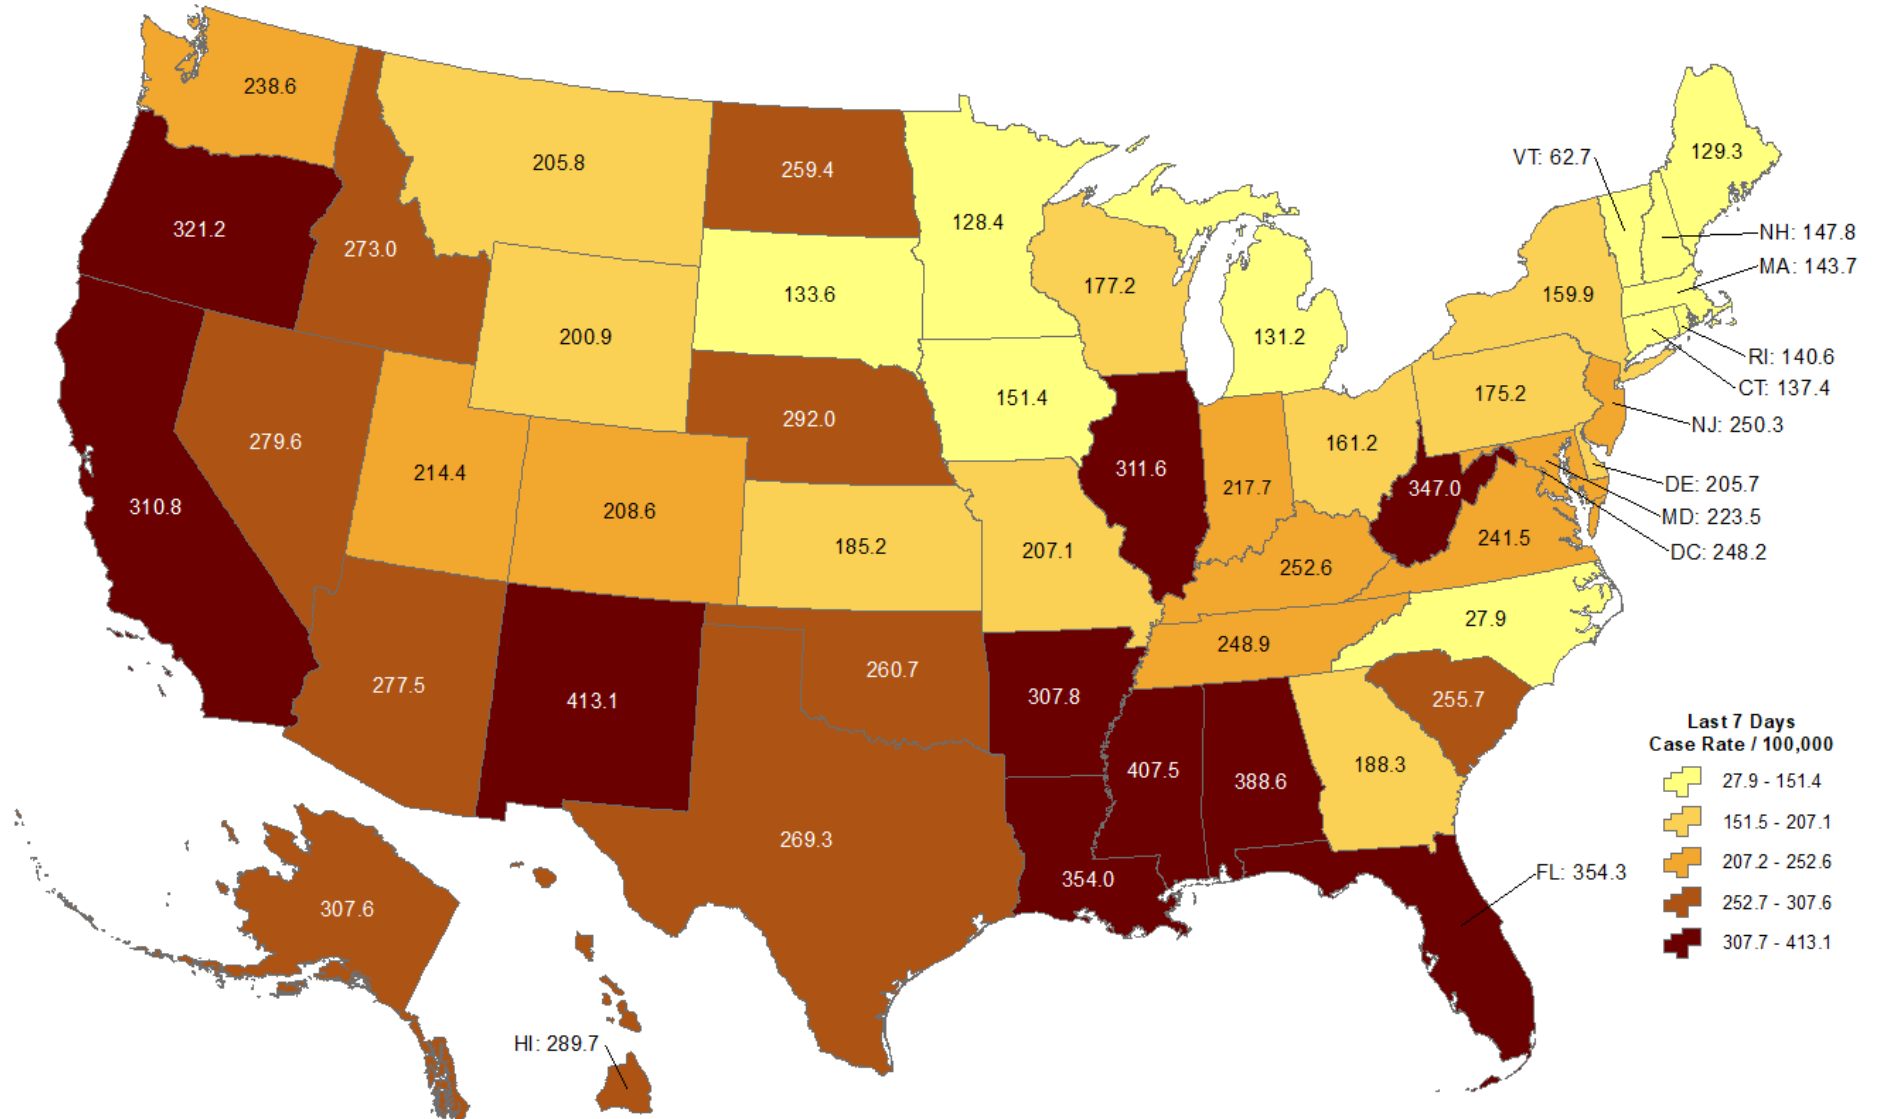 238.6
205.8
259.4
128.4
129.3
VT: 62.7
321.2
273.0
NH: 147.8
MA: 143.7
177.2
159.9
133.6
200.9
131.2
RI: 140.6
CT: 137.4
151.4
175.2
292.0
NJ: 250.3
279.6
161.2
214.4
311.6
217.7
347.0
DE: 205.7
310.8
208.6
MD: 223.5
185.2
207.1
241.5
DC: 248.2
252.6
27.9
248.9
260.7
277.5
413.1
307.8
255.7
Last 7 Days
Case Rate / 100,000
27.9 - 151.4
151.5 - 207.1
207.2 - 252.6
252.7 - 307.6
307.7 - 413.1
407.5
388.6
188.3
269.3
354.0
FL: 354.3
307.6
HI: 289.7